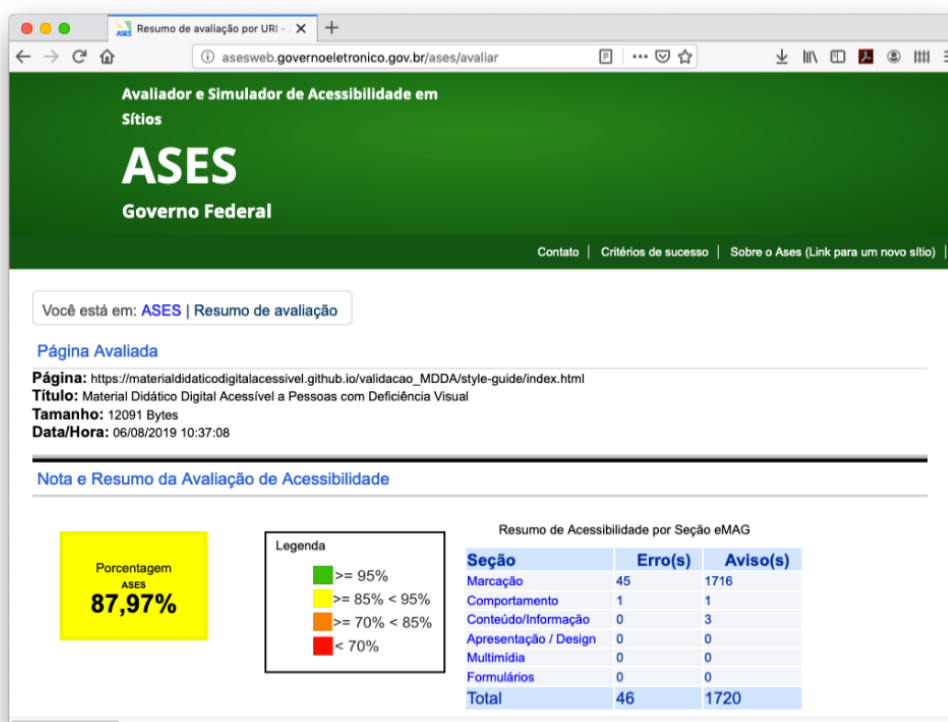 Resumo de avaliação por URI -
asesweb.governoeletronico.gov.br/ases/avaliar
Avaliador e Simulador de Acessibilidade em
Sítios
ASES
Governo Federal
Contato | Critérios de sucesso | Sobre o Ases (Link para um novo sítio) |
Você está em: ASES | Resumo de avaliação
Página Avaliada
Página: https://materialdidaticodigitalacessivel.github.io/validacao_MDDA/style-guide/index.html
Título: Material Didático Digital Acessível a Pessoas com Deficiência Visual
Tamanho: 12091 Bytes
Data/Hora: 06/08/2019 10:37:08
Nota e Resumo da Avaliação de Acessibilidade
Porcentagem
ASES
87,97%
Legenda
>= 95%
>= 85% < 95%
>= 70% < 85%
< 70%
Resumo de Acessibilidade por Seção eMAG
Seção Erro(s) Aviso(s)
Marcação 45 1716
Comportamento 1 1
Conteúdo/Informação 0 3
Apresentação / Design 0 0
Multimídia 0 0
Formulários 0 0
Total 46 1720